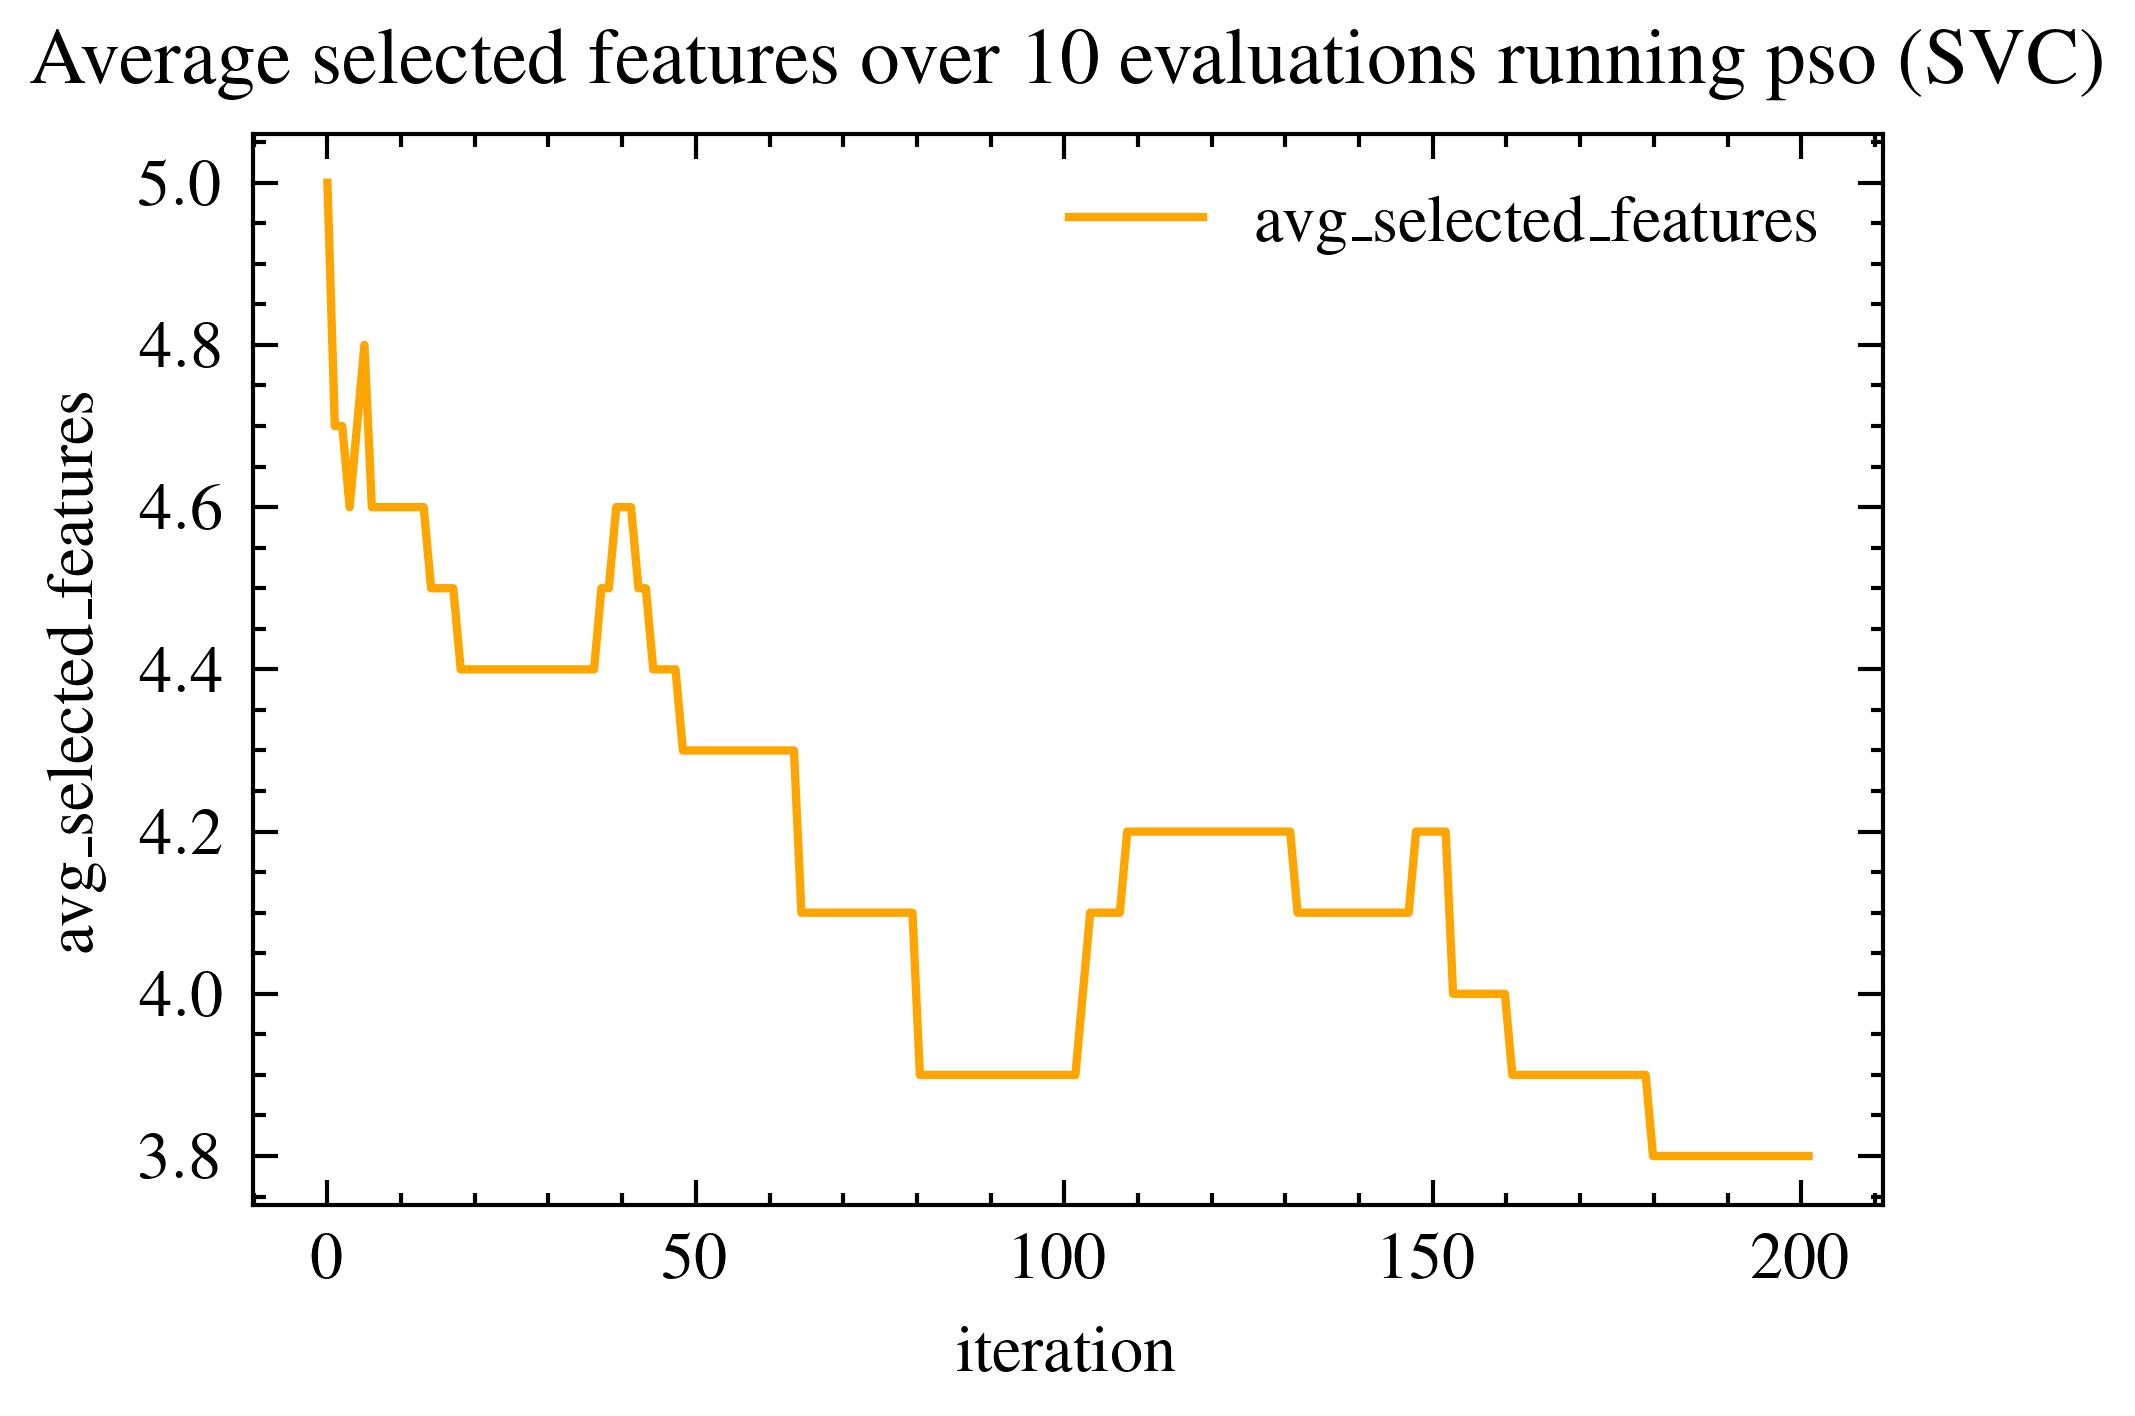 Average selected features over 10 evaluations running pso (SVC)
avg_selected_features
5.0
4.8
4.6
4.4
4.2
4.0
3.8
avg_selected_features
0 50 100 150 200
iteration